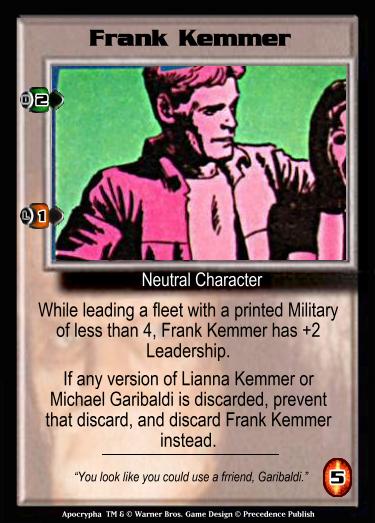 Frank Kemmer
D 2
L 1
Neutral Character
While leading a fleet with a printed Military
of less than 4, Frank Kemmer has +2
Leadership.
If any version of Lianna Kemmer or
Michael Garibaldi is discarded, prevent
that discard, and discard Frank Kemmer
instead.
5
"You look like you could use a frriend, Garibaldi."
Apocrypha TM & © Warner Bros. Game Design © Precedence Publish